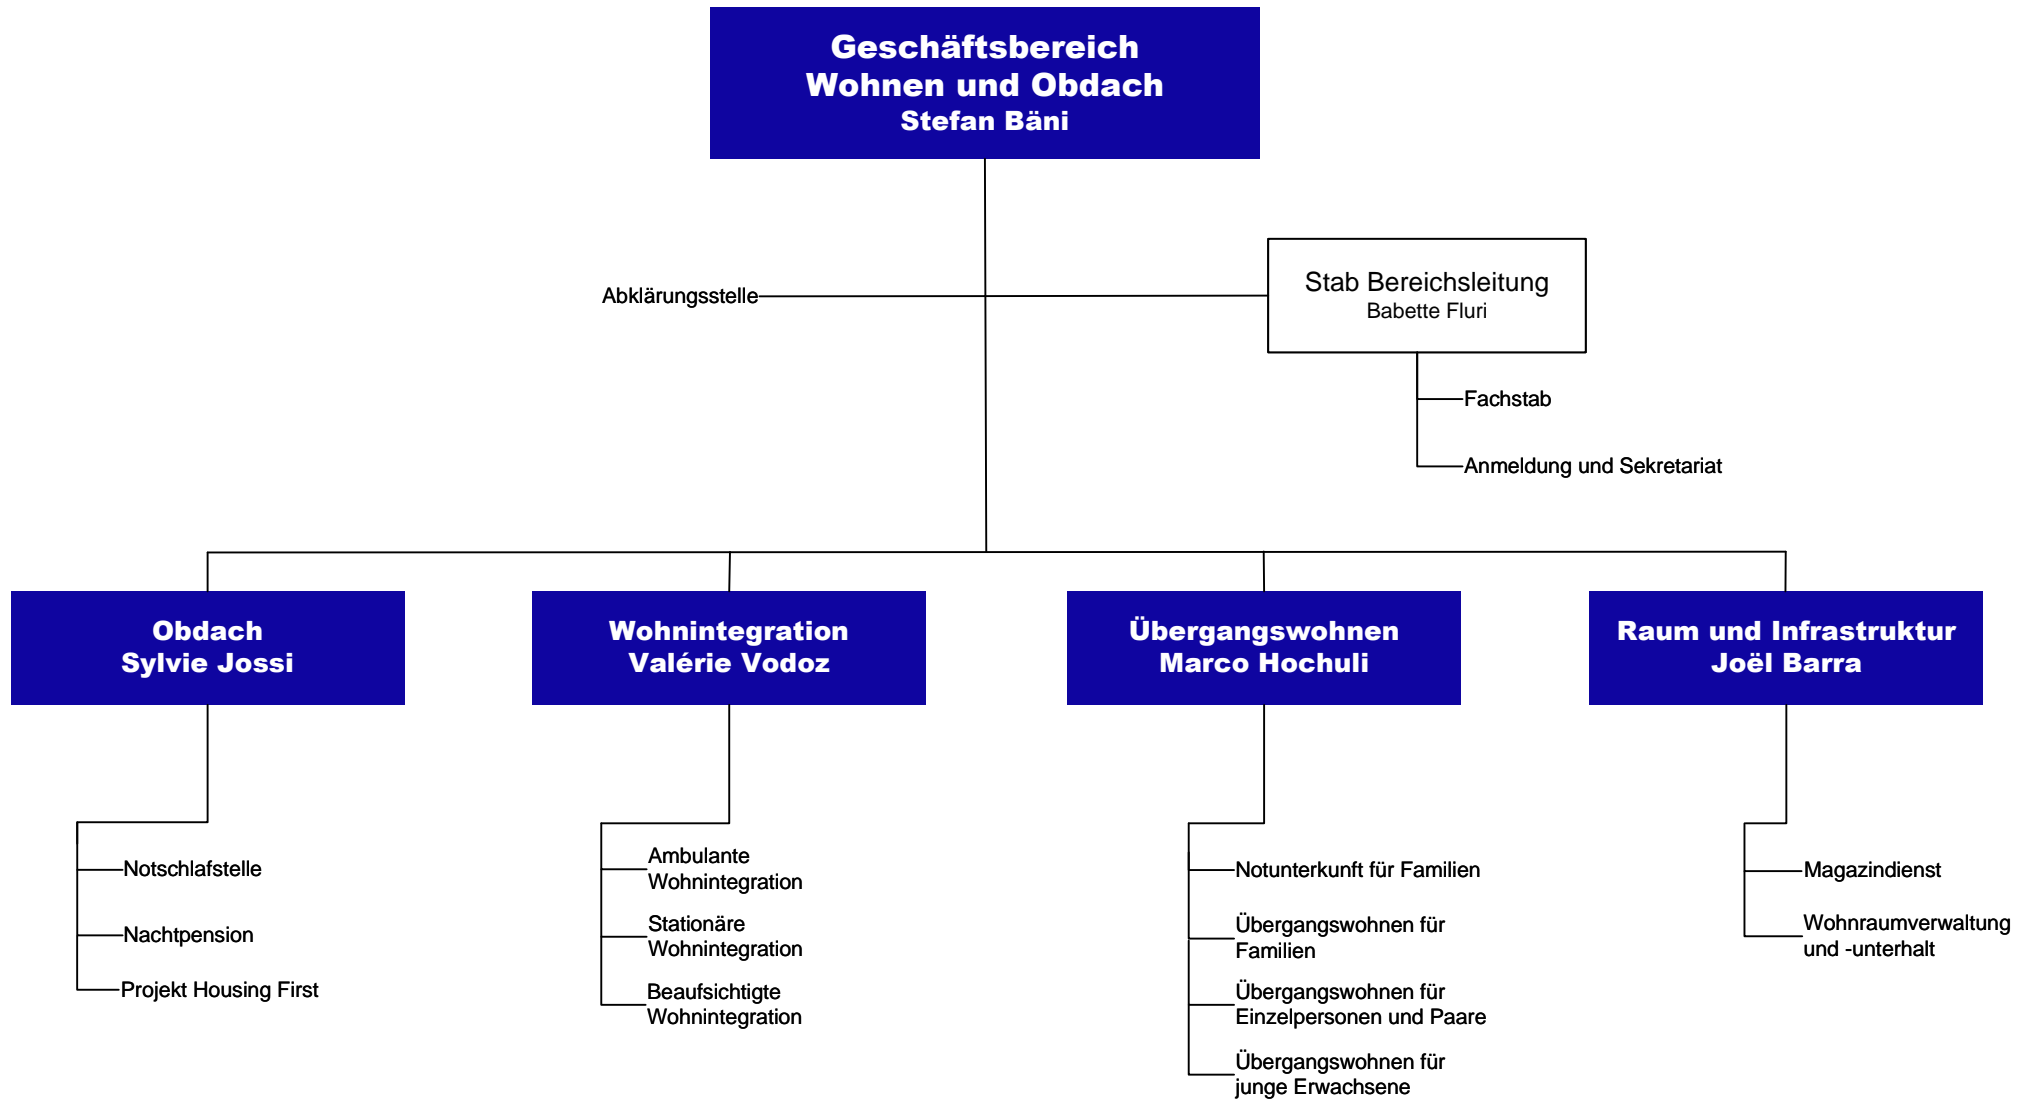 Geschäftsbereich
Wohnen und Obdach
Stefan Bäni
Abklärungsstelle
Stab Bereichsleitung
Babette Fluri
Fachstab
Anmeldung und Sekretariat
Obdach
Sylvie Jossi
Notschlafstelle
Nachtpension
Projekt Housing First
Wohnintegration
Valérie Vodoz
Ambulante
Wohnintegration
Stationäre
Wohnintegration
Beaufsichtigte
Wohnintegration
Übergangswohnen
Marco Hochuli
Notunterkunft für Familien
Übergangswohnen für
Familien
Übergangswohnen für
Einzelpersonen und Paare
Übergangswohnen für
junge Erwachsene
Raum und Infrastruktur
Joël Barra
Magazindienst
Wohnraumverwaltung
und -unterhalt